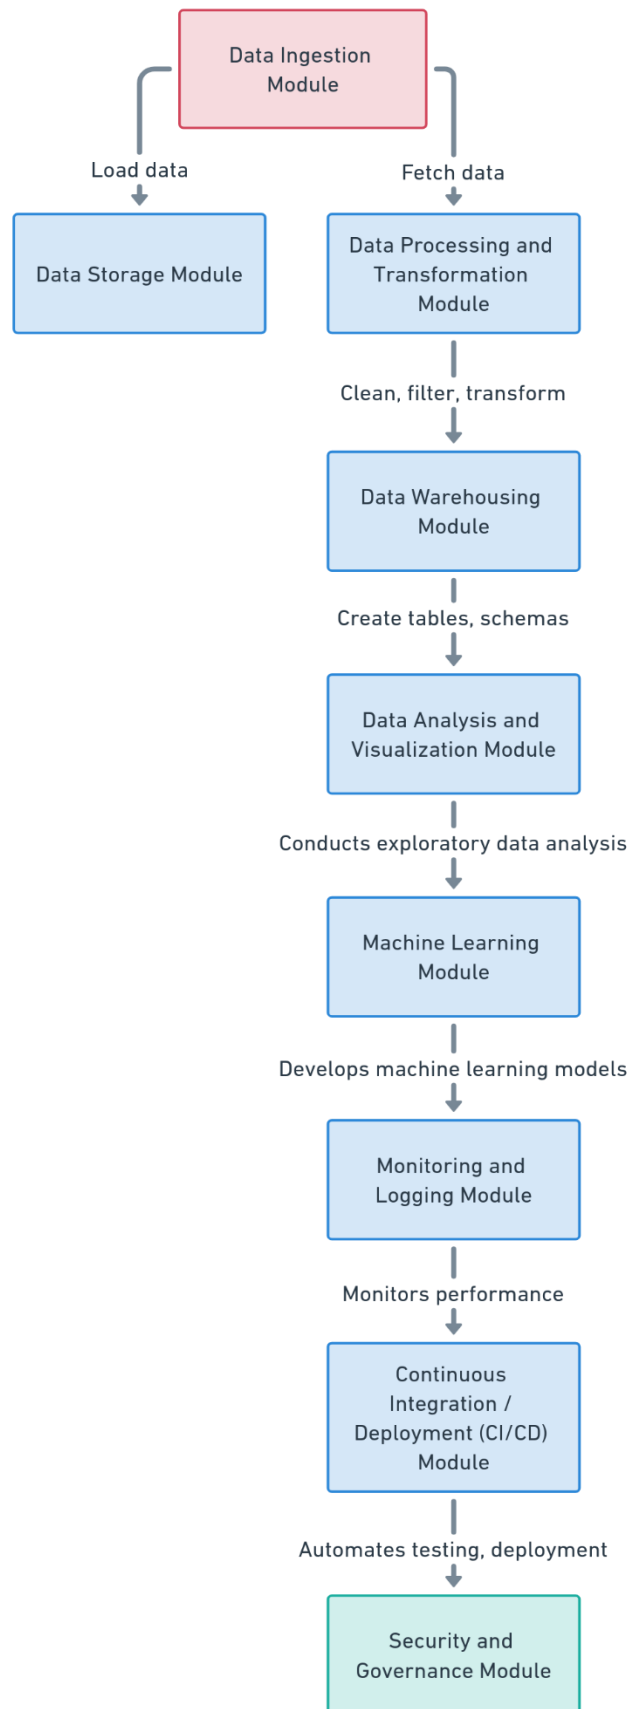 Data Ingestion
Module
Load data
Fetch data
Data Storage Module
Data Processing and
Transformation
Module
Clean, filter, transform
Data Warehousing
Module
Create tables, schemas
Data Analysis and
Visualization Module
Conducts exploratory data analysis
Machine Learning
Module
Develops machine learning models
Monitoring and
Logging Module
Monitors performance
Continuous
Integration /
Deployment (CI/CD)
Module
Automates testing, deployment
Security and
Governance Module